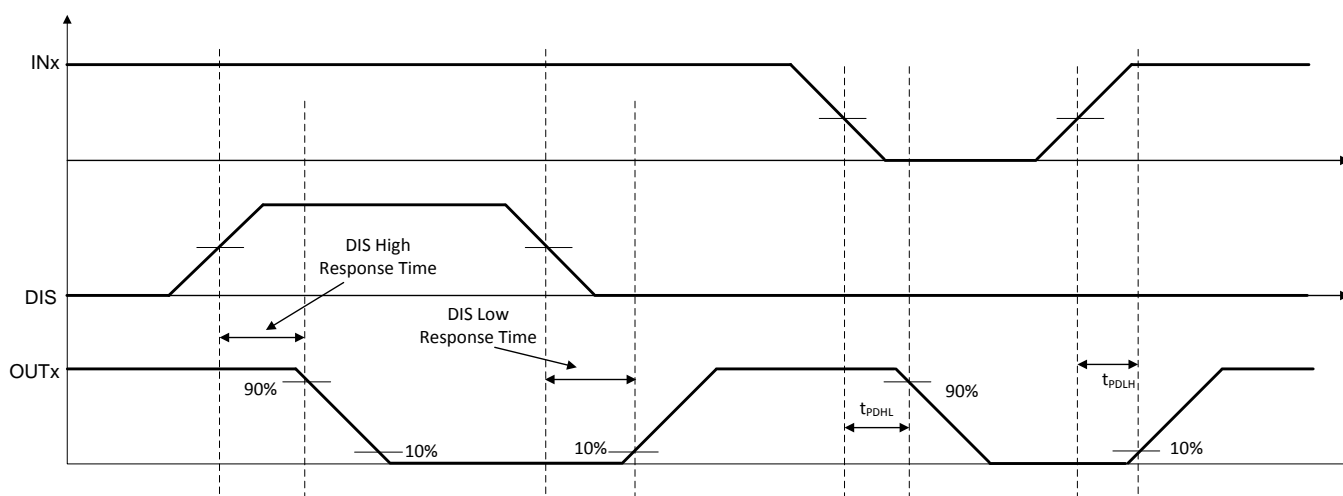 INx
DIS High
Response Time
DIS
DIS Low
Response Time
OUTx
90%
10%
10%
tPDHL
90%
tPDLH
10%